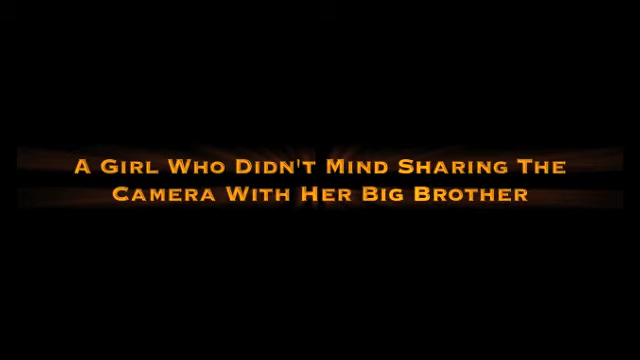 A Girl Who Didn't Mind Sharing The
Camera With Her Big Brother